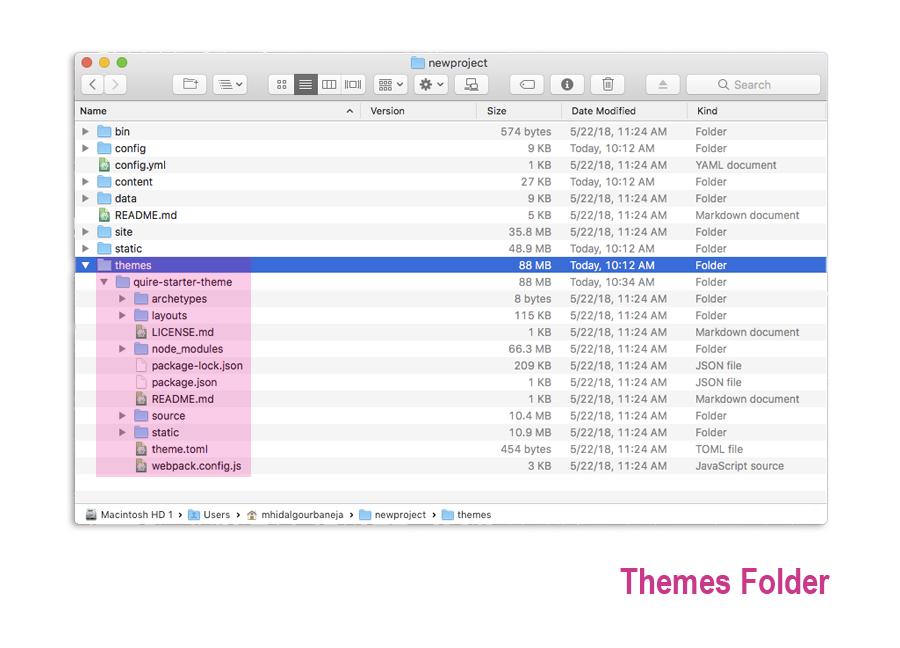 newproject
Search
Name Version Size Date Modified Kind
bin 574 bytes 5/22/18, 11:24 AM Folder
config 9 KB Today, 10:12 AM Folder
config.yml 1 KB 5/22/18, 11:24 AM YAML document
content 27 KB Today, 10:12 AM Folder
data 9 KB 5/22/18, 11:24 AM Folder
README.md 5 KB 5/22/18, 11:24 AM Markdown document
site 35.8 MB 5/22/18, 11:24 AM Folder
static 48.9 MB Today, 10:12 AM Folder
themes 88 MB Today, 10:12 AM Folder
quire-starter-theme 88 MB Today, 10:34 AM Folder
archetypes 8 bytes 5/22/18, 11:24 AM Folder
layouts 115 KB 5/22/18, 11:24 AM Folder
LICENSE.md 1 KB 5/22/18, 11:24 AM Markdown document
node_modules 66.3 MB 5/22/18, 11:24 AM Folder
package-lock.json 209 KB 5/22/18, 11:24 AM JSON file
package.json 1 KB 5/22/18, 11:24 AM JSON file
README.md 1 KB 5/22/18, 11:24 AM Markdown document
source 10.4 MB 5/22/18, 11:24 AM Folder
static 10.9 MB 5/22/18, 11:24 AM Folder
theme.toml 454 bytes 5/22/18, 11:24 AM TOML file
webpack.config.js 3 KB 5/22/18, 11:24 AM JavaScript source
Macintosh HD 1 › Users › mhidalgourbaneja › newproject › themes
Themes Folder